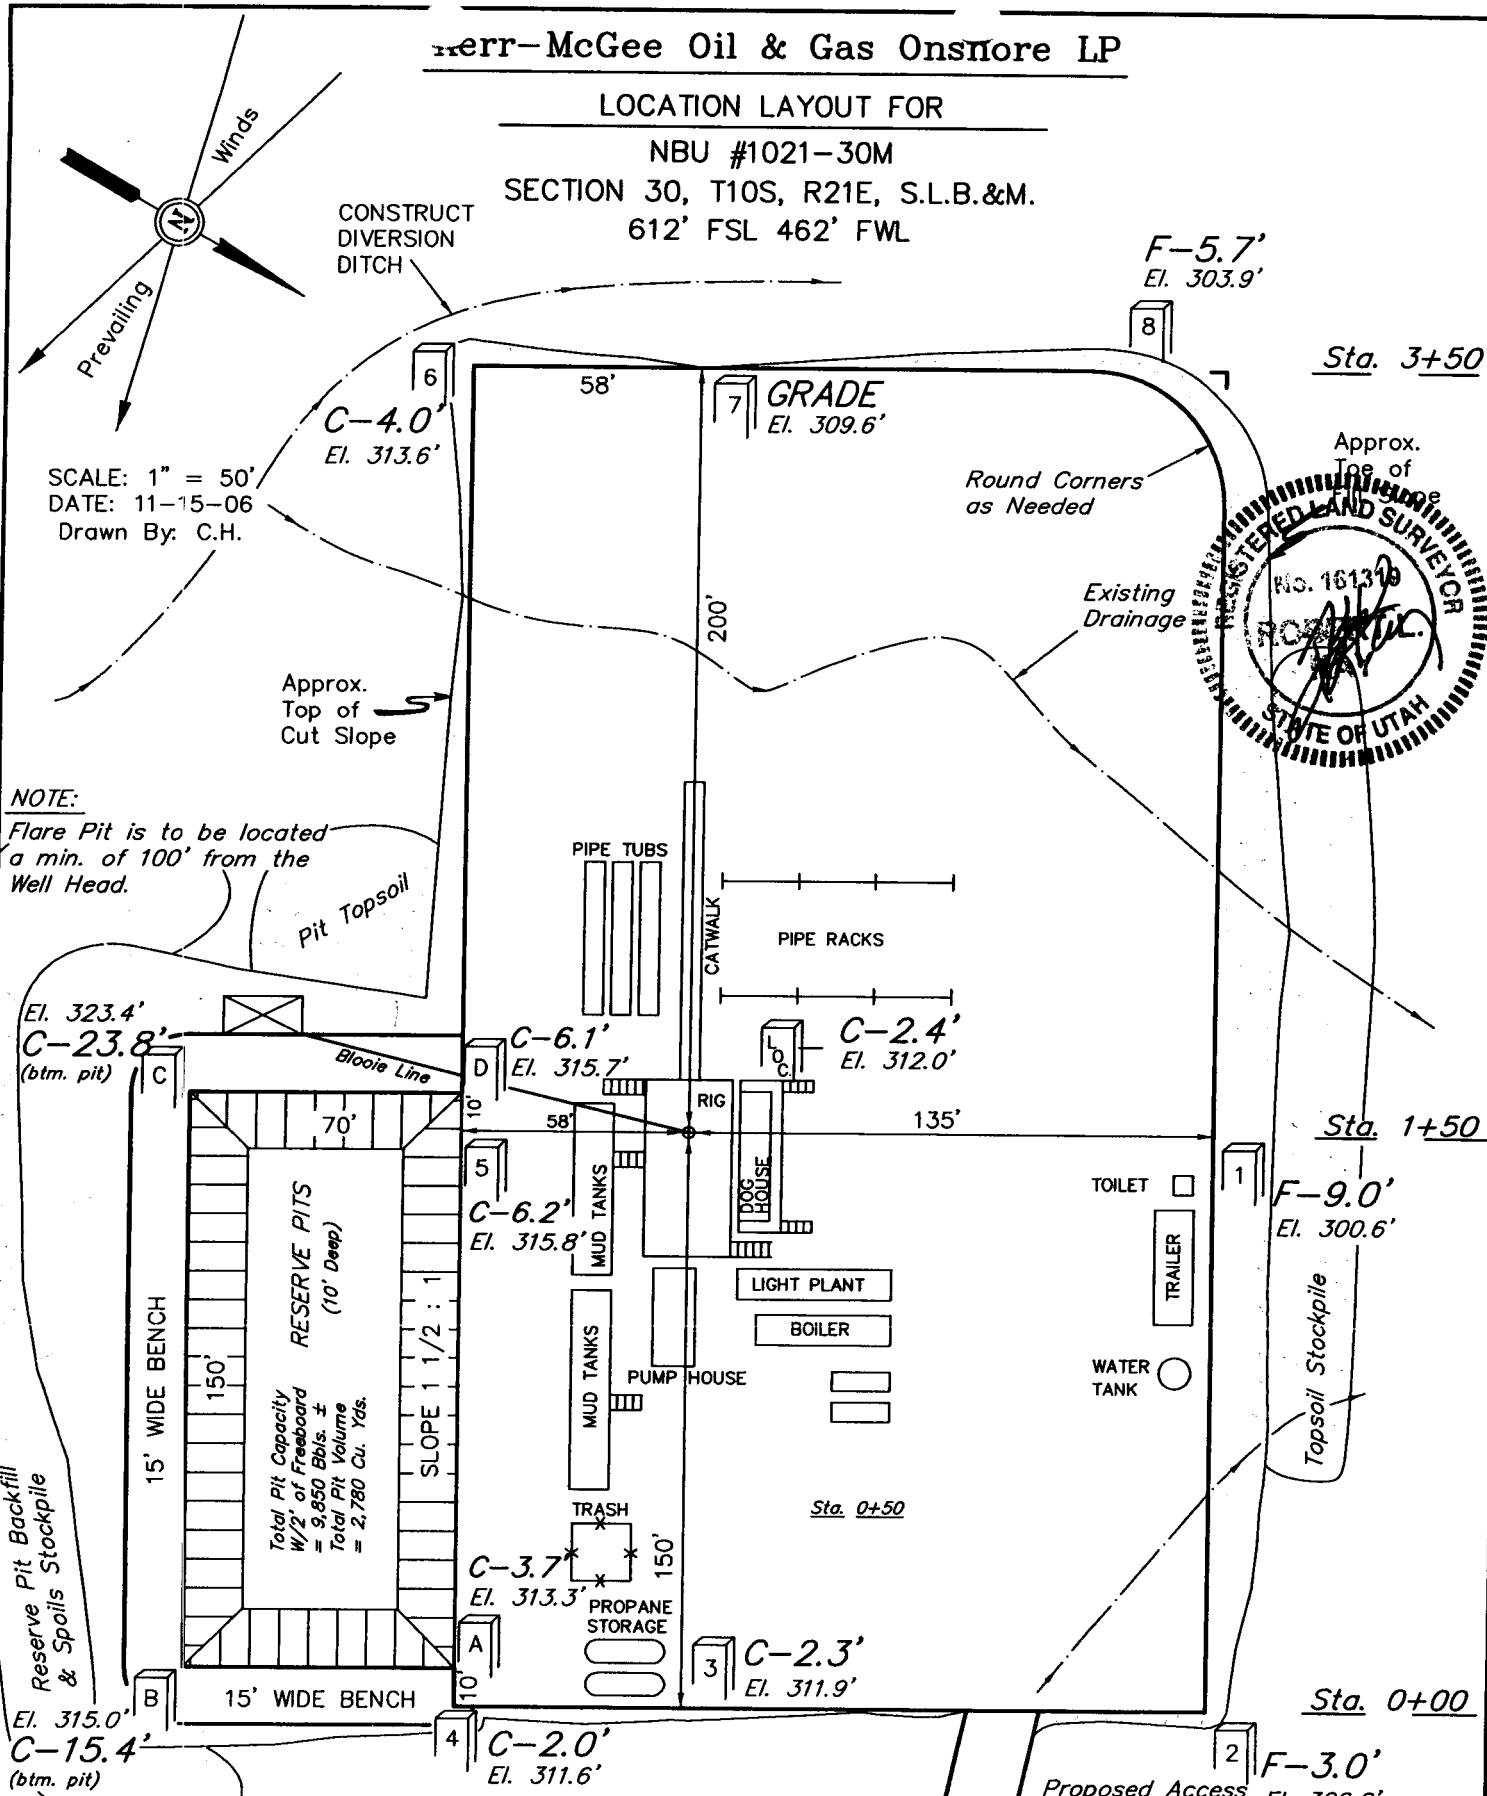 Kerr-McGee Oil & Gas Onshore LP
LOCATION LAYOUT FOR
NBU #1021-30M
SECTION 30, T10S, R21E, S.L.B.&M.
612' FSL 462' FWL
Winds
N
Prevailing
CONSTRUCT
DIVERSION
DITCH
SCALE: 1" = 50'
DATE: 11-15-06
Drawn By: C.H.
F-5.7'
El. 303.9'
8
Sta. 3+50
6
C-4.0'
El. 313.6'
58'
7
GRADE
El. 309.6'
Round Corners
as Needed
Approx.
Toe of
REGISTERED LAND SURVEYOR
No. 161319
STATE OF UTAH
Existing
Drainage
200'
Approx.
Top of
Cut Slope
NOTE:
Flare Pit is to be located
a min. of 100' from the
Well Head.
Pit Topsoil
PIPE TUBS
CATWALK
PIPE RACKS
El. 323.4'
C-23.8'
(btm. pit)
C
Blooie Line
D
C-6.1'
El. 315.7'
LOC.
C-2.4'
El. 312.0'
RIG
10'
58'
135'
70'
Sta. 1+50
5
C-6.2'
El. 315.8'
MUD TANKS
DOG
HOUSE
TOILET
1
F-9.0'
El. 300.6'
TRAILER
LIGHT PLANT
BOILER
PUMP HOUSE
MUD TANKS
WATER
TANK
Topsoil Stockpile
15' WIDE BENCH
150'
RESERVE PITS
(10' Deep)
Total Pit Capacity
W/2' of Freeboard
= 9,850 Bbls. ±
Total Pit Volume
= 2,780 Cu. Yds.
SLOPE 1 1/2 : 1
Reserve Pit Backfill
& Spoils Stockpile
Sta. 0+50
TRASH
150'
C-3.7'
El. 313.3'
PROPANE
STORAGE
A
10'
3
C-2.3'
El. 311.9'
B
15' WIDE BENCH
El. 315.0'
C-15.4'
(btm. pit)
4
C-2.0'
El. 311.6'
Sta. 0+00
2
F-3.0'
Proposed Access